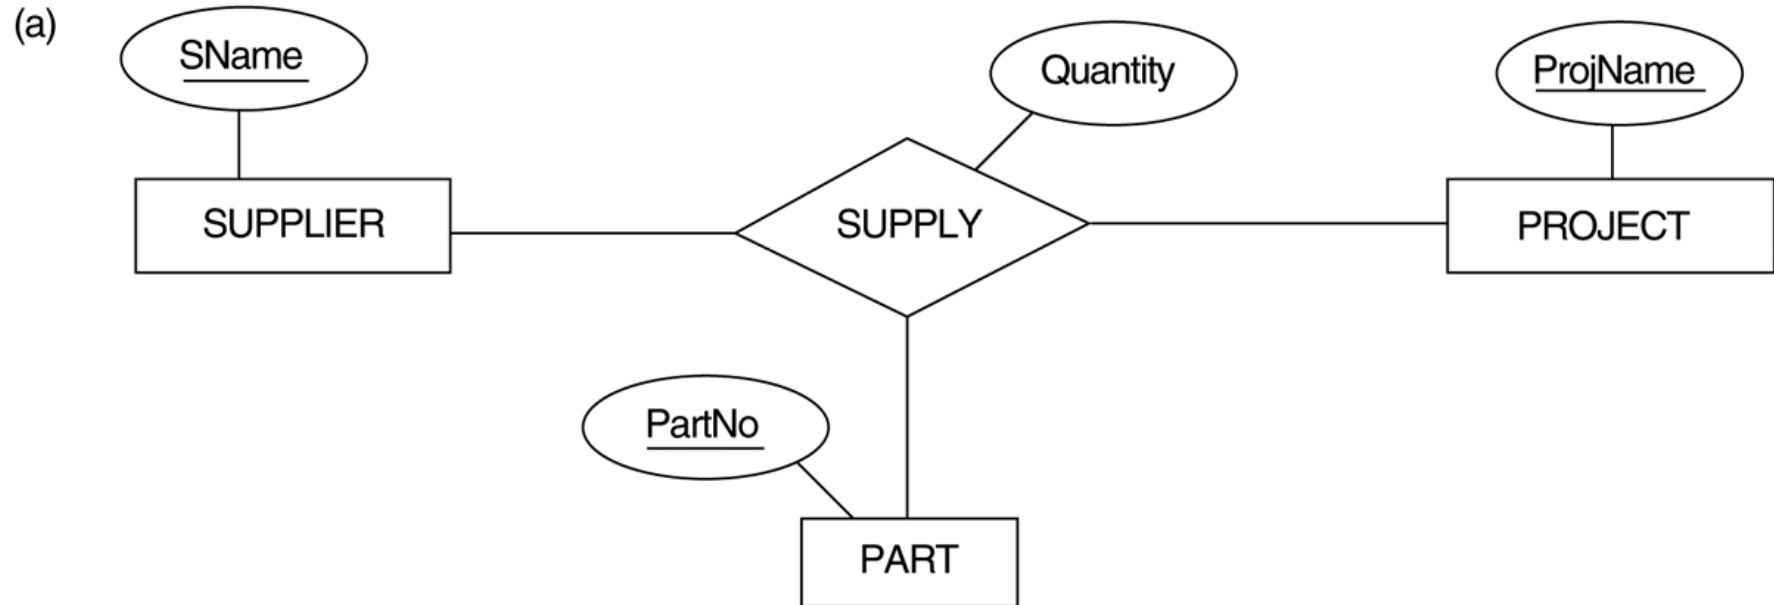 (a)
SName
Quantity
ProjName
SUPPLIER
SUPPLY
PROJECT
PartNo
PART